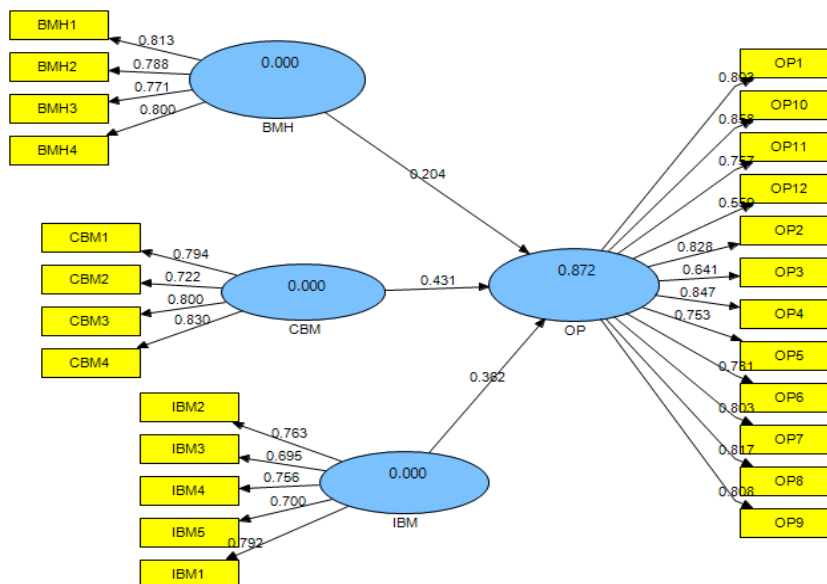 BMH1
BMH2
BMH3
BMH4
0.813
0.788
0.771
0.800
0.000
BMH
0.204
CBM1
CBM2
CBM3
CBM4
0.794
0.722
0.800
0.830
0.000
CBM
0.431
IBM2
IBM3
IBM4
IBM5
IBM1
0.763
0.695
0.756
0.700
0.792
0.000
IBM
0.872
OP
0.803
0.858
0.757
0.828
0.641
0.847
0.753
0.803
0.817
0.808
OP1
OP10
OP11
OP12
OP2
OP3
OP4
OP5
OP6
OP7
OP8
OP9